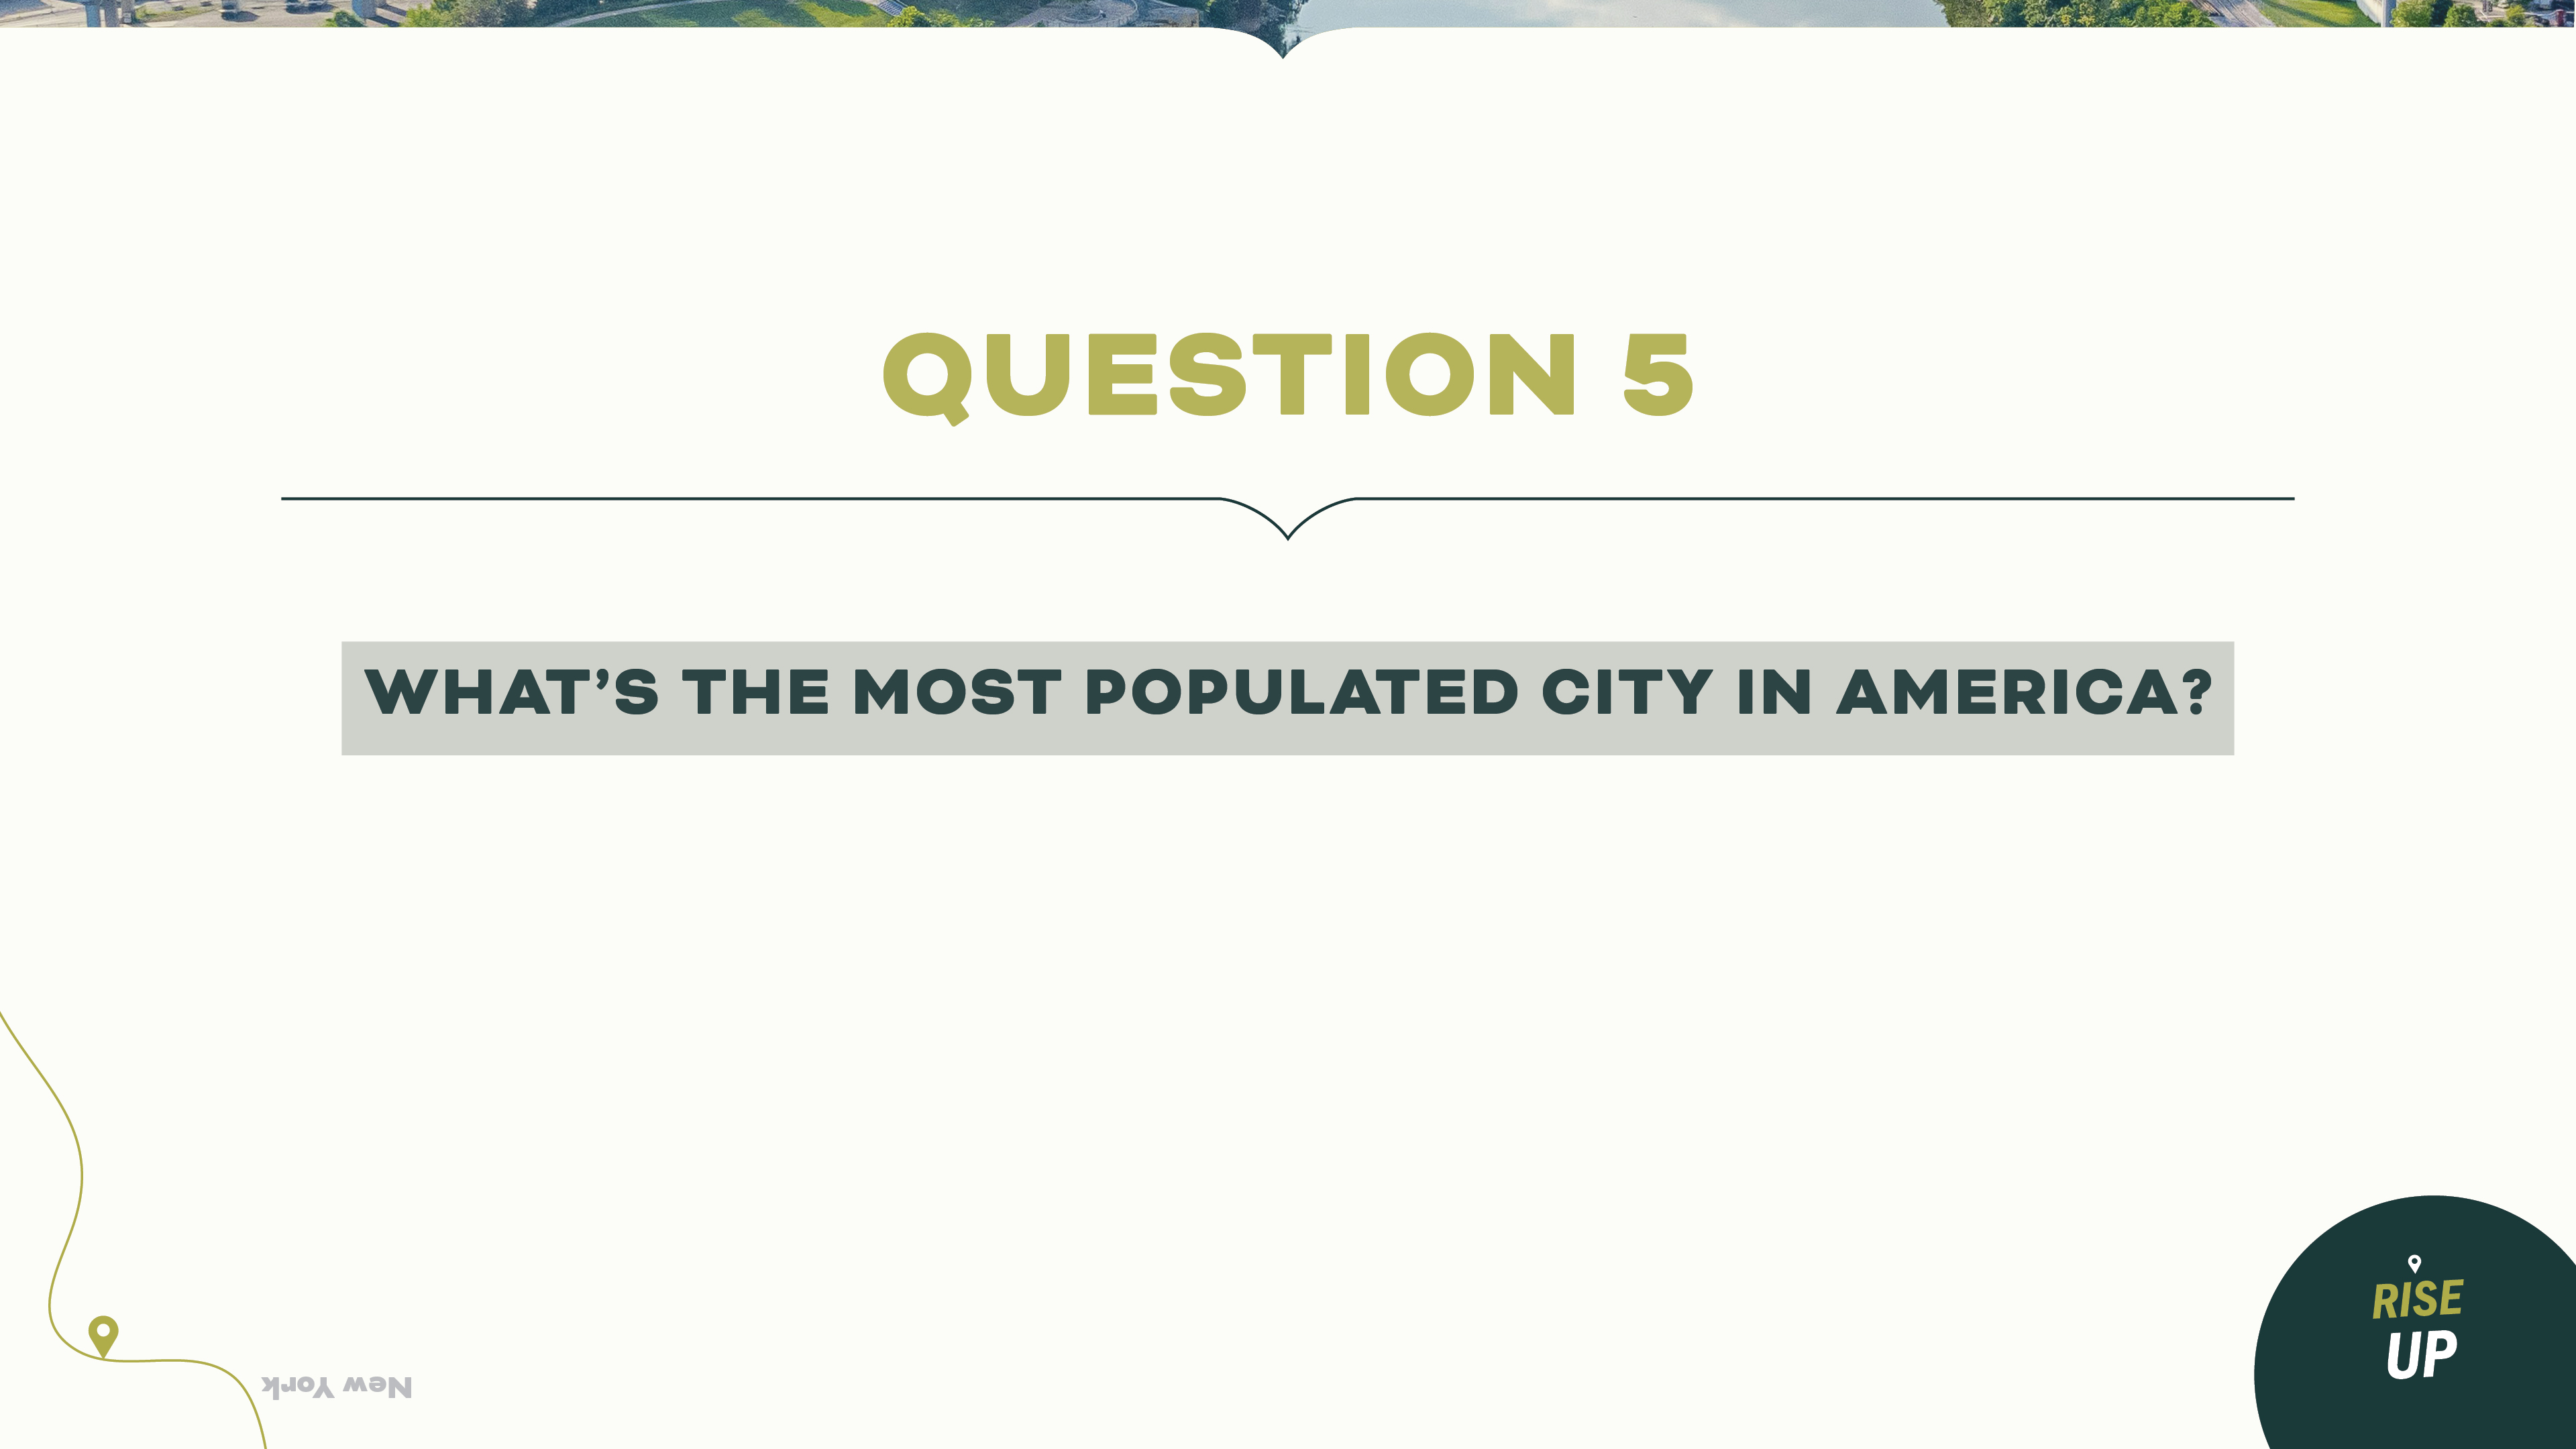 QUESTION 5
WHAT’S THE MOST POPULATED CITY IN AMERICA?
New York
RISE
UP